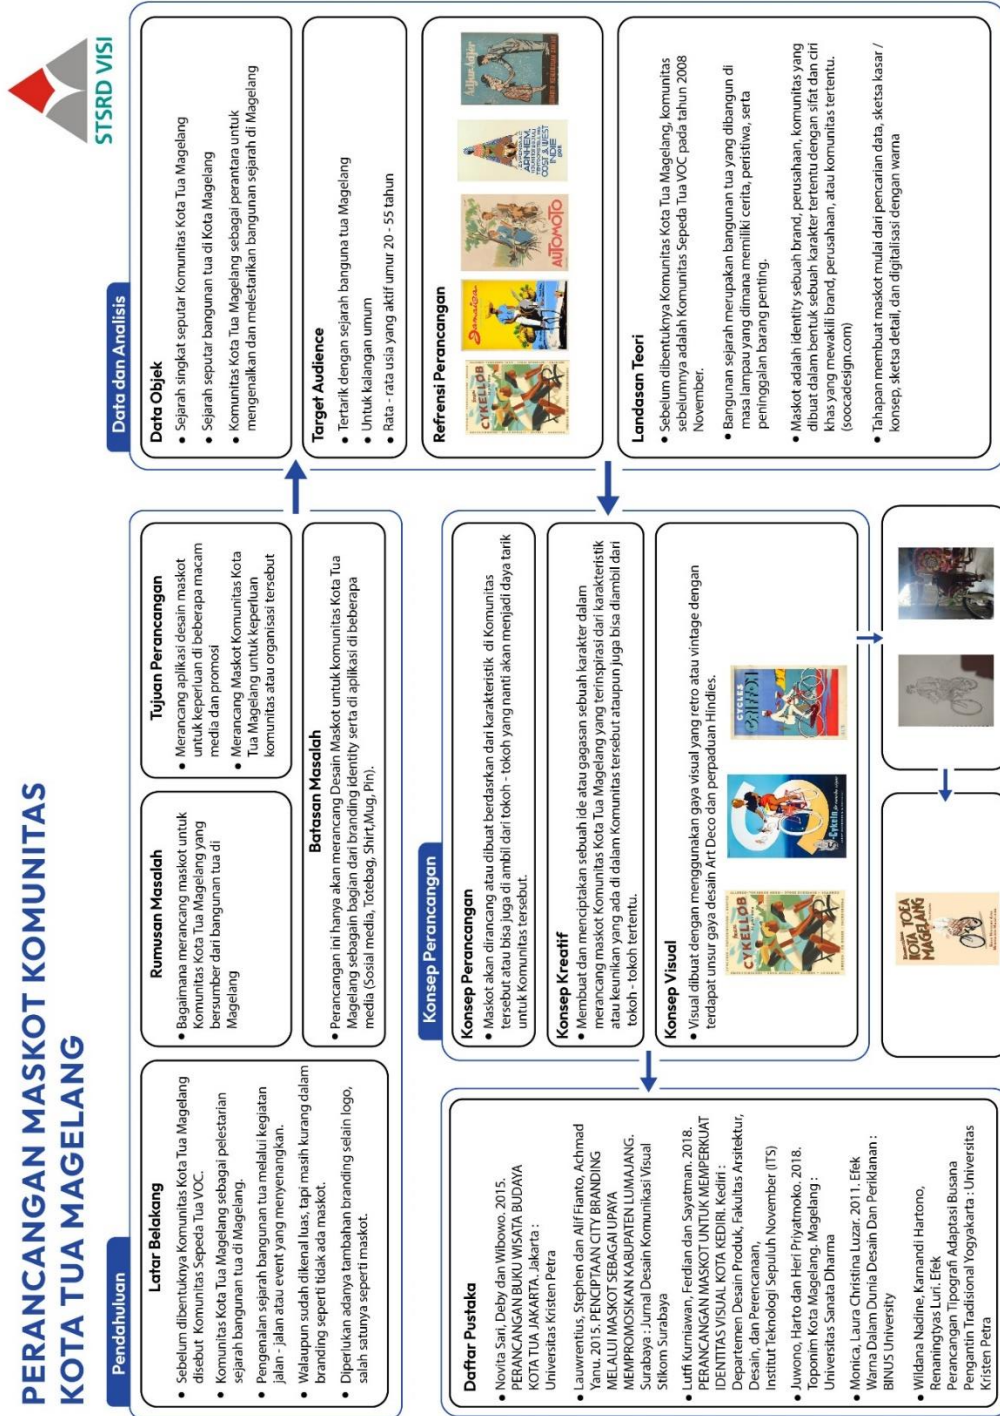 PERANCANGAN MASKOT KOMUNITAS
KOTA TUA MAGELANG
STSRD VISI
Pendahuluan
Latar Belakang
• Sebelum dibentuknya Komunitas Kota Tua Magelang
disebut Komunitas Sepeda Tua VOC.
• Komunitas Kota Tua Magelang sebagai pelestarian
sejarah bangunan tua di Magelang.
• Pengenalan sejarah bangunan tua melalui kegiatan
jalan - jalan atau event yang menyenangkan.
• Walaupun sudah dikenal luas, tapi masih kurang dalam
branding seperti tidak ada maskot.
• Diperlukan adanya tambahan branding selain logo,
salah satunya seperti maskot.
Rumusan Masalah
• Bagaimana merancang maskot untuk
Komunitas Kota Tua Magelang yang
bersumber dari bangunan tua di
Magelang
Tujuan Perancangan
• Merancang aplikasi desain maskot
untuk keperluan di beberapa macam
media dan promosi
• Merancang Maskot Komunitas Kota
Tua Magelang untuk keperluan
komunitas atau organisasi tersebut
Batasan Masalah
• Perancangan ini hanya akan merancang Desain Maskot untuk komunitas Kota Tua
Magelang sebagain bagian dari branding identity serta di aplikasi di beberapa
media (Sosial media, Totebag, Shirt,Mug, Pin).
Data dan Analisis
Data Objek
• Sejarah singkat seputar Komunitas Kota Tua Magelang
• Sejarah seputar bangunan tua di Kota Magelang
• Komunitas Kota Tua Magelang sebagai perantara untuk
mengenalkan dan melestarikan bangunan sejarah di Magelang
Target Audience
• Tertarik dengan sejarah banguna tua Magelang
• Untuk kalangan umum
• Rata - rata usia yang aktif umur 20 - 55 tahun
Refrensi Perancangan
CYKELLOB
Jamaica
AUTOMOTO
ARNHEM
OOST & WEST
INDIE
Landasan Teori
• Sebelum dibentuknya Komunitas Kota Tua Magelang, komunitas
sebelumnya adalah Komunitas Sepeda Tua VOC pada tahun 2008
November.
• Bangunan sejarah merupakan bangunan tua yang dibangun di
masa lampau yang dimana memiliki cerita, peristiwa, serta
peninggalan barang penting.
• Maskot adalah identity sebuah brand, perusahaan, komunitas yang
dibuat dalam bentuk sebuah karakter tertentu dengan sifat dan ciri
khas yang mewakili brand, perusahaan, atau komunitas tertentu.
(soocadesign.com)
• Tahapan membuat maskot mulai dari pencarian data, sketsa kasar /
konsep, sketsa detail, dan digitalisasi dengan warna
Konsep Perancangan
Konsep Perancangan
• Maskot akan dirancang atau dibuat berdasrkan dari karakteristik di Komunitas
tersebut atau bisa juga di ambil dari tokoh - tokoh yang nanti akan menjadi daya tarik
untuk Komunitas tersebut.
Konsep Kreatif
• Membuat dan menciptakan sebuah ide atau gagasan sebuah karakter dalam
merancang maskot Komunitas Kota Tua Magelang yang terinspirasi dari karakteristik
atau keunikan yang ada di dalam Komunitas tersebut ataupun juga bisa diambil dari
tokoh - tokoh tertentu.
Konsep Visual
• Visual dibuat dengan menggunakan gaya visual yang retro atau vintage dengan
terdapat unsur gaya desain Art Deco dan perpaduan Hindies.
CYKELLOB
CYCLES
GRIFFON
KOTA TOEA
MAGELANG
Daftar Pustaka
• Novita Sari, Deby dan Wibowo. 2015.
PERANCANGAN BUKU WISATA BUDAYA
KOTA TUA JAKARTA. Jakarta :
Universitas Kristen Petra
• Lauwrentius, Stephen dan Alif Fianto, Achmad
Yanu. 2015. PENCIPTAAN CITY BRANDING
MELALUI MASKOT SEBAGAI UPAYA
MEMPROMOSIKAN KABUPATEN LUMAJANG.
Surabaya : Jurnal Desain Komunikasi Visual
Stikom Surabaya
• Lutfi Kurniawan, Ferdian dan Sayatman. 2018.
PERANCANGAN MASKOT UNTUK MEMPERKUAT
IDENTITAS VISUAL KOTA KEDIRI. Kediri :
Departemen Desain Produk, Fakultas Arsitektur,
Desain, dan Perencanaan,
Institut Teknologi Sepuluh November (ITS)
• Juwono, Harto dan Heri Priyatmoko. 2018.
Toponim Kota Magelang. Magelang :
Universitas Sanata Dharma
• Monica, Laura Christina Luzar. 2011. Efek
Warna Dalam Dunia Desain Dan Periklanan :
BINUS University
• Widana Nadine, Karnandi Hartono,
Renaningtyas Luri. Efek
Perancangan Tipografi Adaptasi Busana
Pengantin Tradisional Yogyakarta : Universitas
Kristen Petra